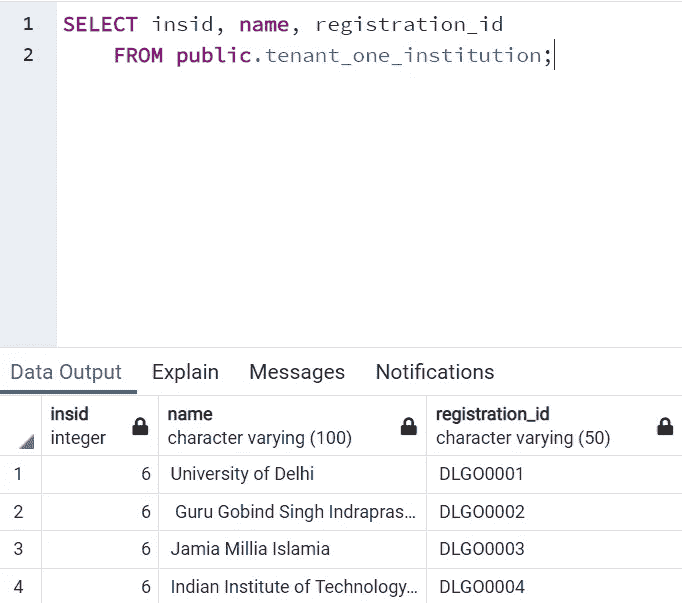 1 SELECT insid, name, registration_id
2 FROM public.tenant_one_institution;
Data Output Explain Messages Notifications
insid name registration_id
integer character varying (100) character varying (50)
1 6 University of Delhi DLGO0001
2 6 Guru Gobind Singh Indrapras... DLGO0002
3 6 Jamia Millia Islamia DLGO0003
4 6 Indian Institute of Technology... DLGO0004